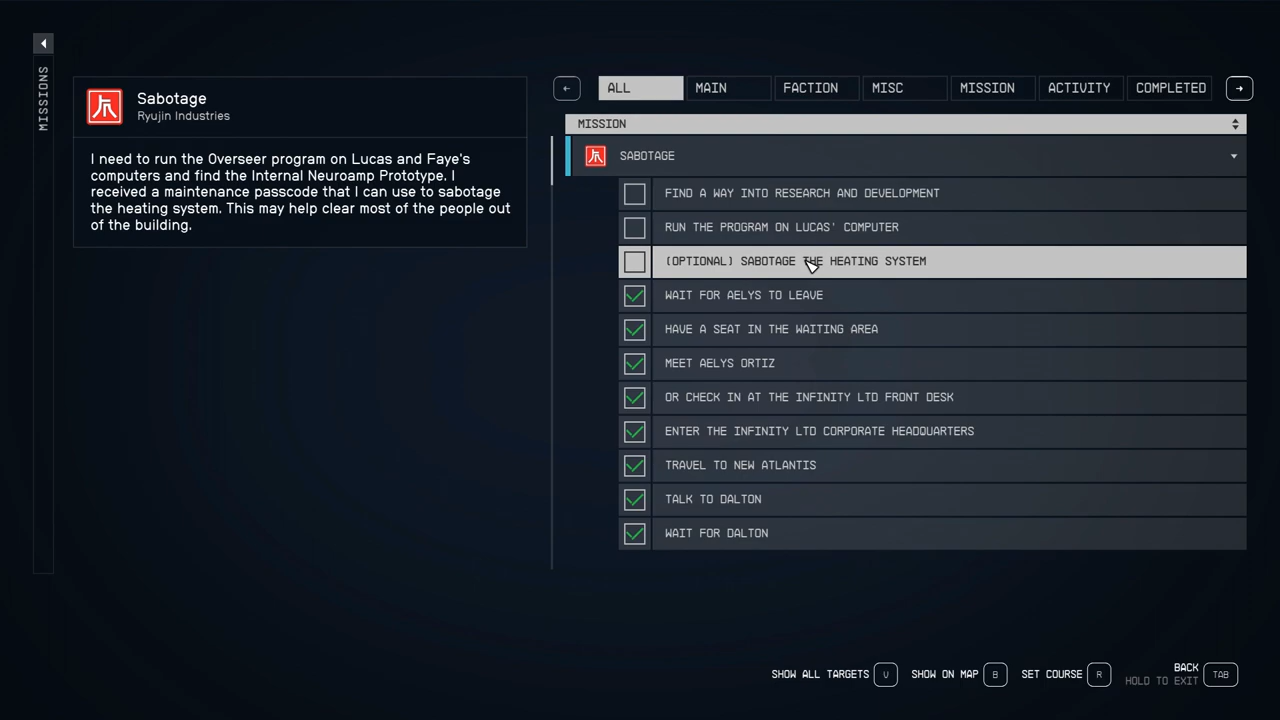 MISSIONS
Sabotage
Ryujin Industries
I need to run the Overseer program on Lucas and Faye's
computers and find the Internal Neuroamp Prototype. I
received a maintenance passcode that I can use to sabotage
the heating system. This may help clear most of the people out
of the building.
ALL MAIN FACTION MISC MISSION ACTIVITY COMPLETED
MISSION
SABOTAGE
FIND A WAY INTO RESEARCH AND DEVELOPMENT
RUN THE PROGRAM ON LUCAS' COMPUTER
(OPTIONAL) SABOTAGE THE HEATING SYSTEM
WAIT FOR AELYS TO LEAVE
HAVE A SEAT IN THE WAITING AREA
MEET AELYS ORTIZ
OR CHECK IN AT THE INFINITY LTD FRONT DESK
ENTER THE INFINITY LTD CORPORATE HEADQUARTERS
TRAVEL TO NEW ATLANTIS
TALK TO DALTON
WAIT FOR DALTON
SHOW ALL TARGETS V SHOW ON MAP B SET COURSE R BACK TAB
HOLD TO EXIT